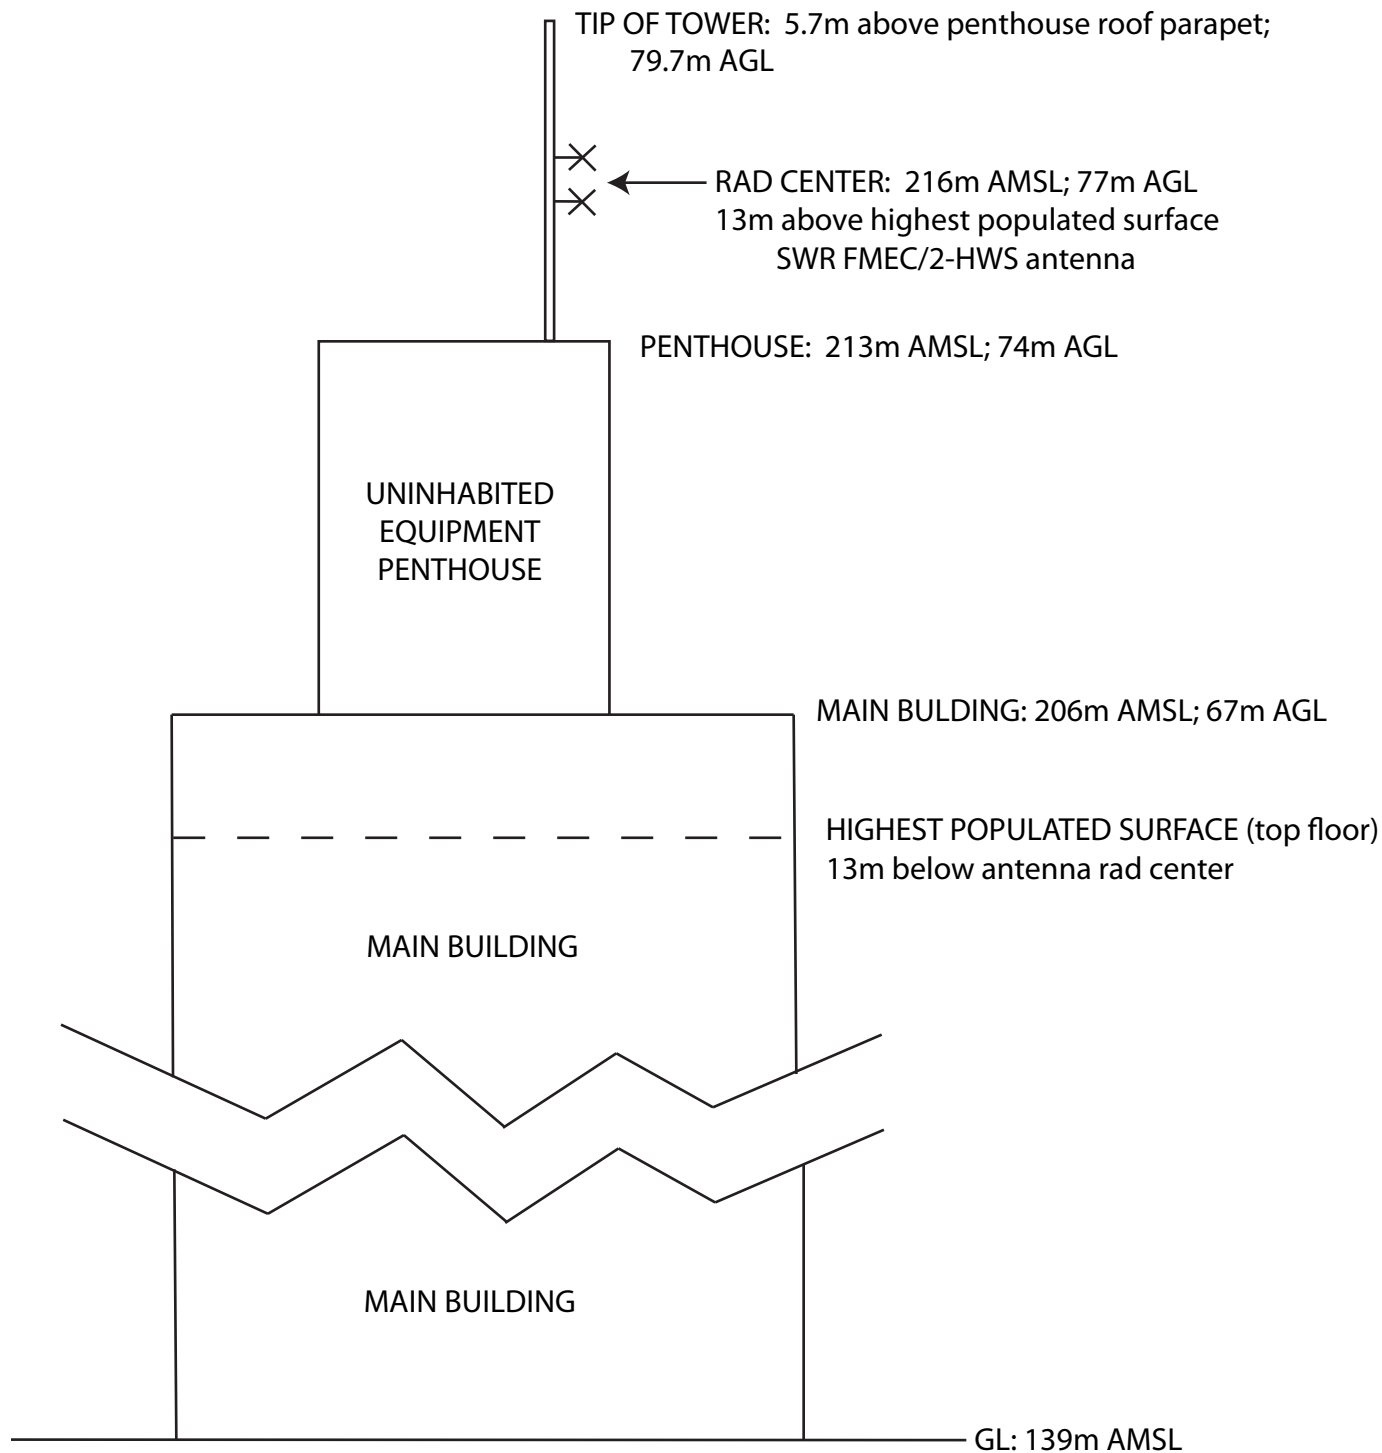 TIP OF TOWER: 5.7m above penthouse roof parapet;
79.7m AGL
RAD CENTER: 216m AMSL; 77m AGL
13m above highest populated surface
SWR FMEC/2-HWS antenna
PENTHOUSE: 213m AMSL; 74m AGL
UNINHABITED
EQUIPMENT
PENTHOUSE
MAIN BULDING: 206m AMSL; 67m AGL
HIGHEST POPULATED SURFACE (top floor)
13m below antenna rad center
MAIN BUILDING
MAIN BUILDING
GL: 139m AMSL